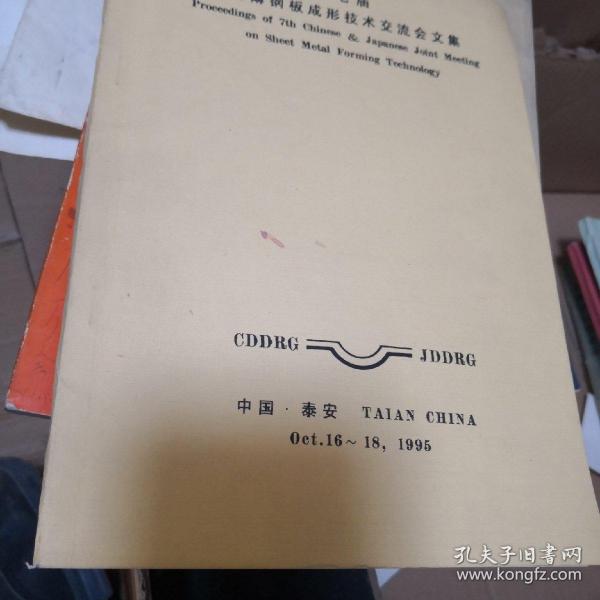 薄钢板成形技术交流会文集
Proceedings of 7th Chinese & Japanese Joint Meeting
on Sheet Metal Forming Technology
CDDRG JDDRG
中国·泰安 TAIAN CHINA
Oct.16~18, 1995
孔夫子旧书网
www.kongfz.com